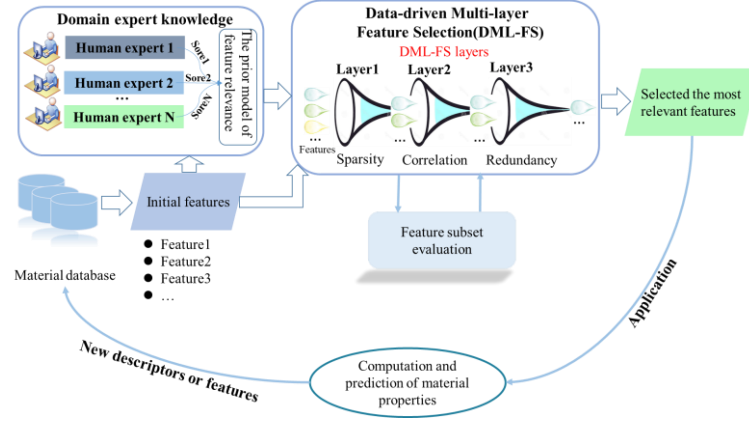 Domain expert knowledge
Human expert 1
Human expert 2
...
Human expert N
Sore1
Sore2
SoreN
The prior model of
feature relevance
Data-driven Multi-layer
Feature Selection(DML-FS)
DML-FS layers
Layer1
Layer2
Layer3
...
...
...
...
Features
Sparsity
Correlation
Redundancy
Selected the most
relevant features
Initial features
Feature1
Feature2
Feature3
…
Material database
Feature subset
evaluation
Application
Computation and
prediction of material
properties
New descriptors or features